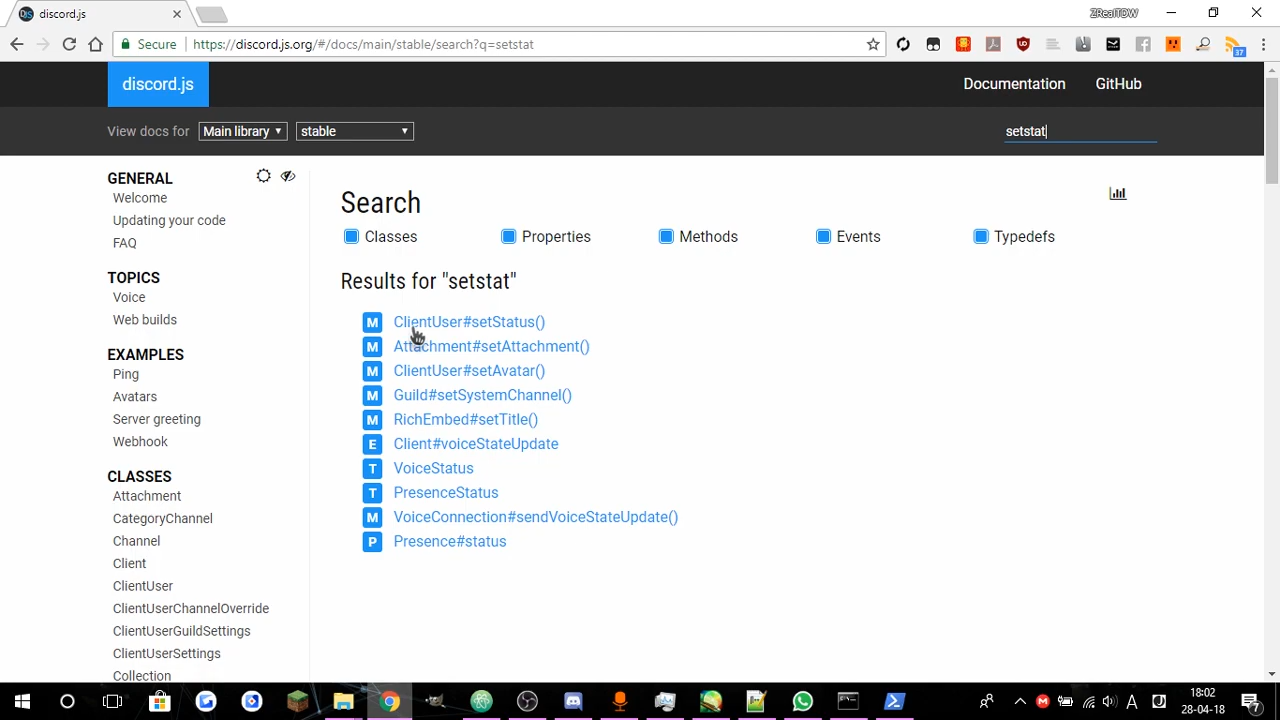 discord.js
ZRealTDW
Secure
https://discord.js.org/#/docs/main/stable/search?q=setstat
37
discord.js
Documentation
GitHub
View docs for
Main library
stable
setstat
GENERAL
Welcome
Updating your code
FAQ
TOPICS
Voice
Web builds
EXAMPLES
Ping
Avatars
Server greeting
Webhook
CLASSES
Attachment
CategoryChannel
Channel
Client
ClientUser
ClientUserChannelOverride
ClientUserGuildSettings
ClientUserSettings
Collection
Search
Classes
Properties
Methods
Events
Typedefs
Results for "setstat"
M ClientUser#setStatus()
M Attachment#setAttachment()
M ClientUser#setAvatar()
M Guild#setSystemChannel()
M RichEmbed#setTitle()
E Client#voiceStateUpdate
T VoiceStatus
T PresenceStatus
M VoiceConnection#sendVoiceStateUpdate()
P Presence#status
18:02
28-04-18
7